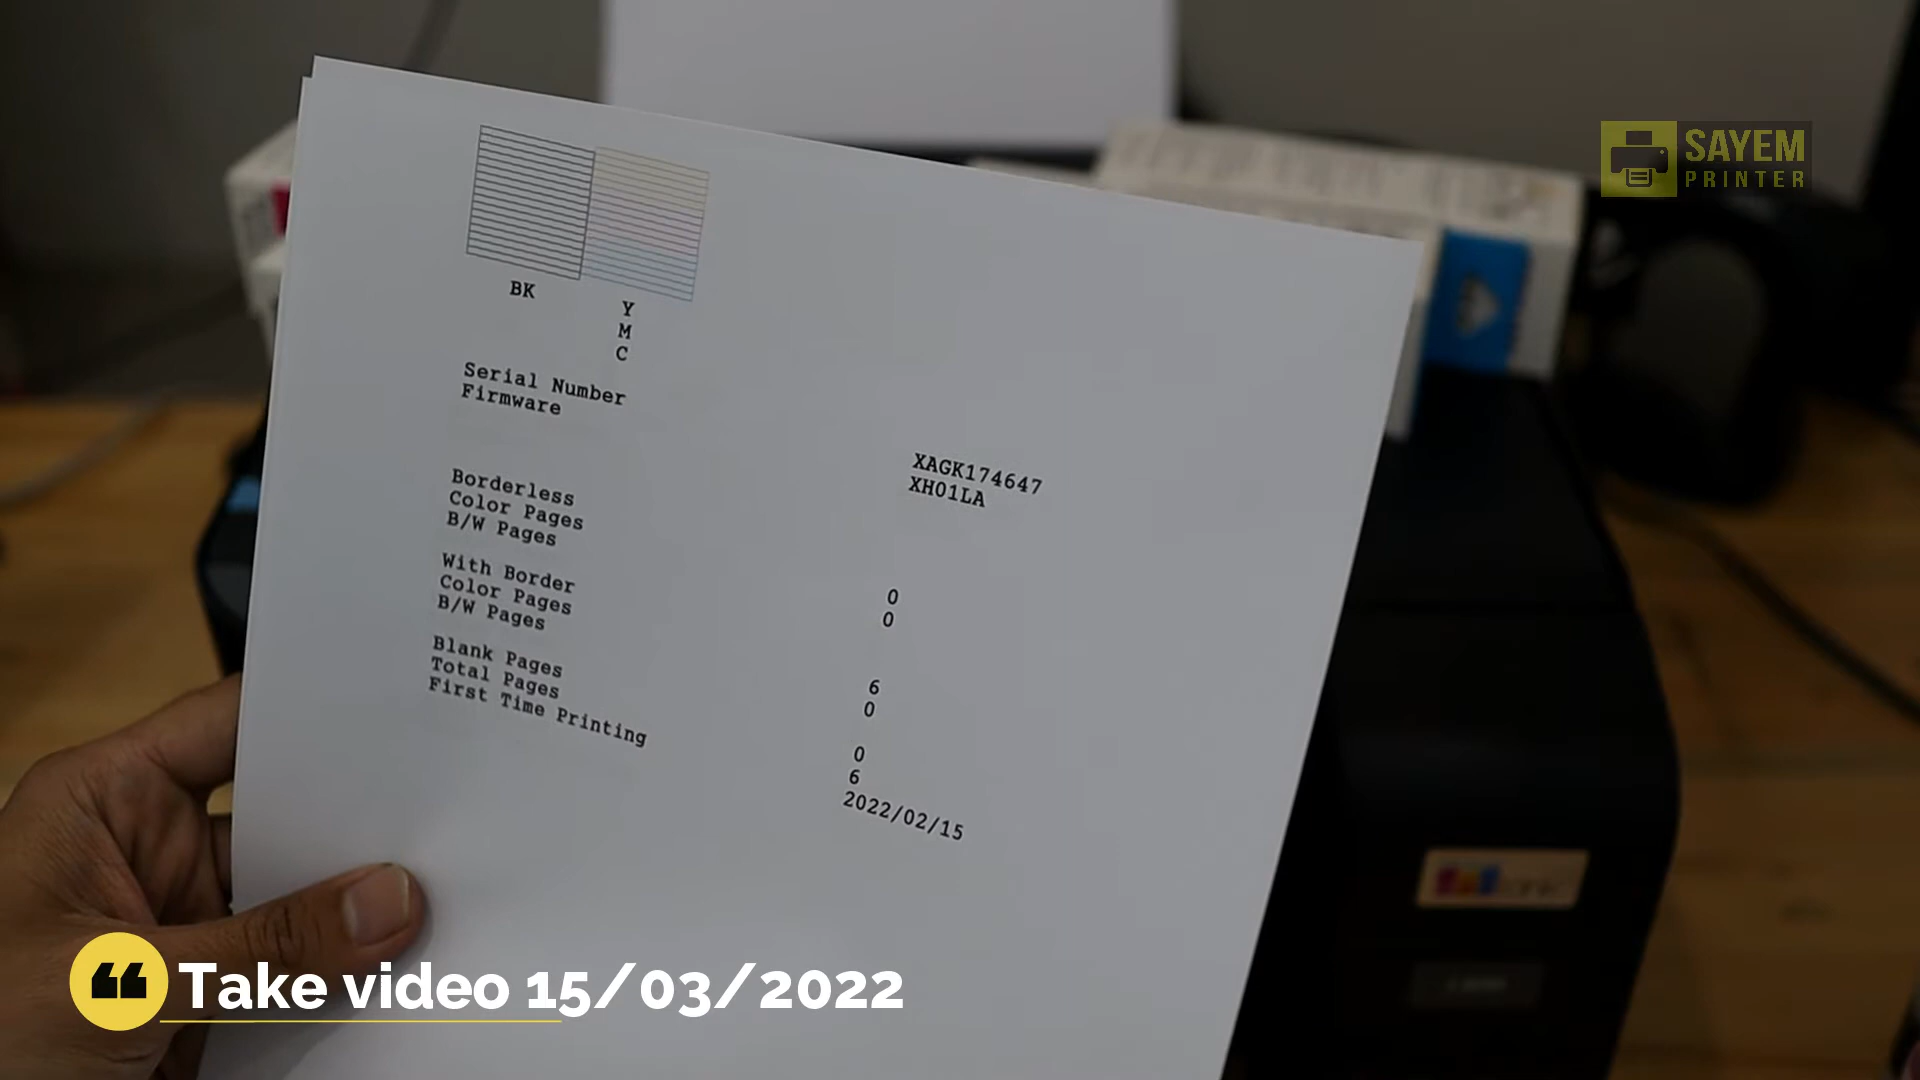 SAYEM
PRINTER
BK
Y
M
C
Serial Number XAGK174647
Firmware XH01LA
Borderless
Color Pages 0
B/W Pages 0
With Border
Color Pages 6
B/W Pages 0
Blank Pages 0
Total Pages 6
First Time Printing 2022/02/15
Take video 15/03/2022